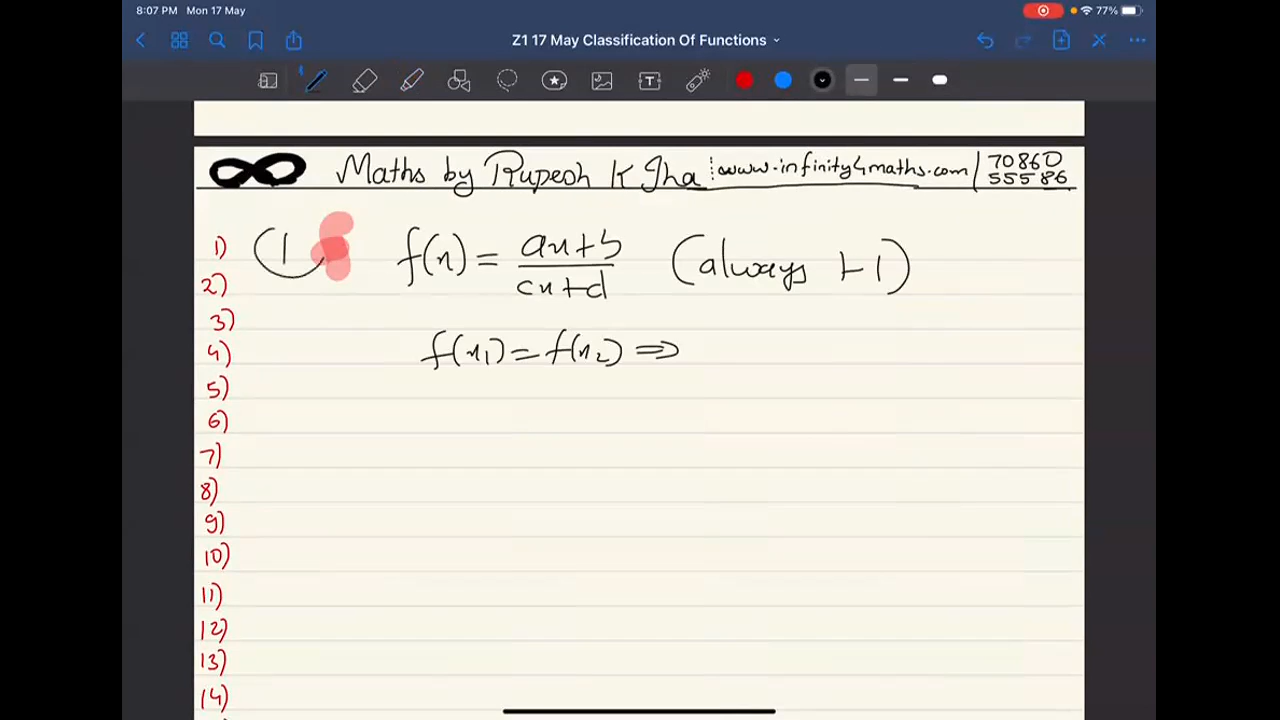 8:07 PM Mon 17 May
77%
Z1 17 May Classification Of Functions
Maths by Rupesh K Jha www.infinity4maths.com / 70860 55586
1) 1 f(x) = ax+b / cx+d (always 1-1)
2)
3)
4) f(x1) = f(x2) ⇒
5)
6)
7)
8)
9)
10)
11)
12)
13)
14)